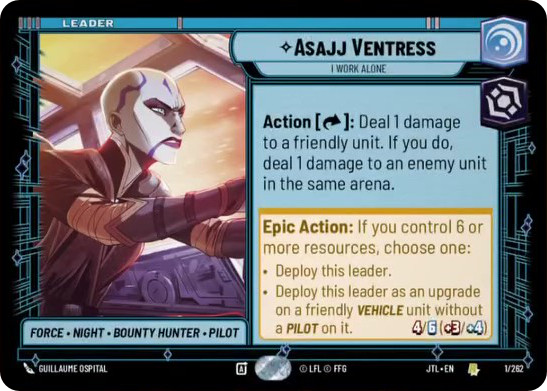 LEADER
ASAJJ VENTRESS
I WORK ALONE
Action [↷]: Deal 1 damage
to a friendly unit. If you do,
deal 1 damage to an enemy unit
in the same arena.
Epic Action: If you control 6 or
more resources, choose one:
• Deploy this leader.
• Deploy this leader as an upgrade
on a friendly VEHICLE unit without
a PILOT on it. 4/6 (+3/+4)
FORCE • NIGHT • BOUNTY HUNTER • PILOT
GUILLAUME OSPITAL
© LFL © FFG
JTL • EN
1/262